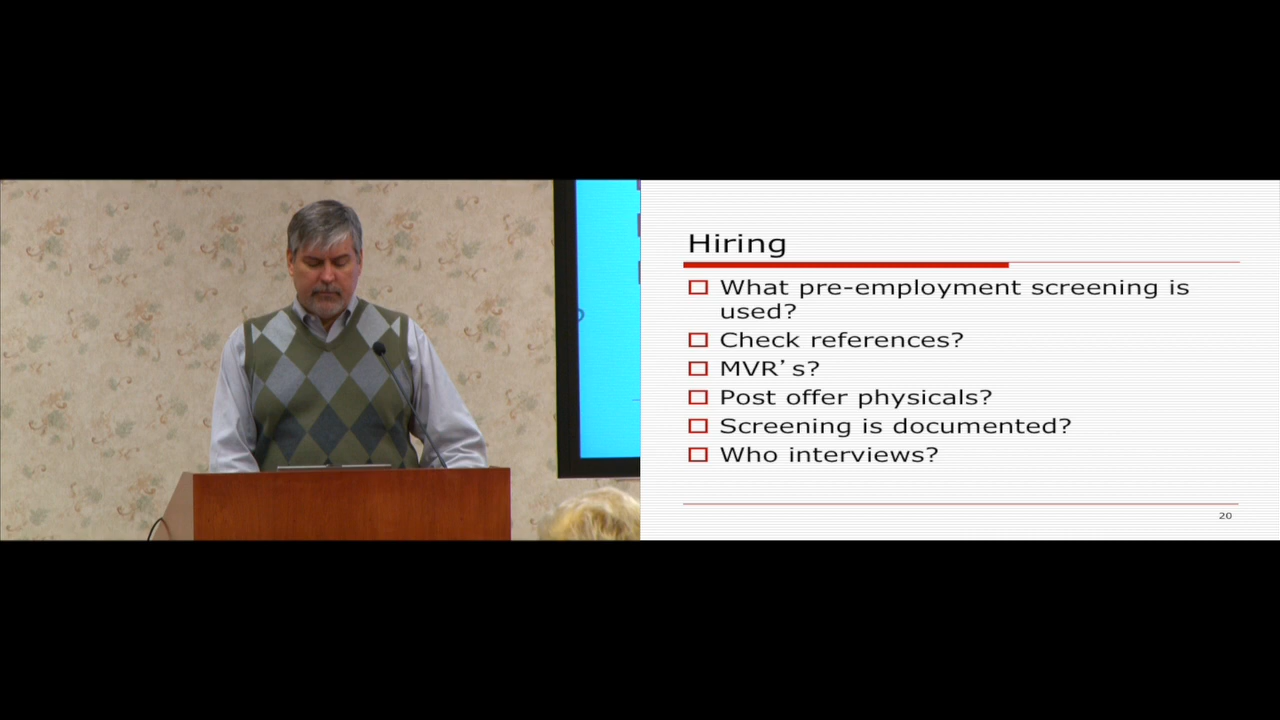 Hiring
What pre-employment screening is
used?
Check references?
MVR’s?
Post offer physicals?
Screening is documented?
Who interviews?
20